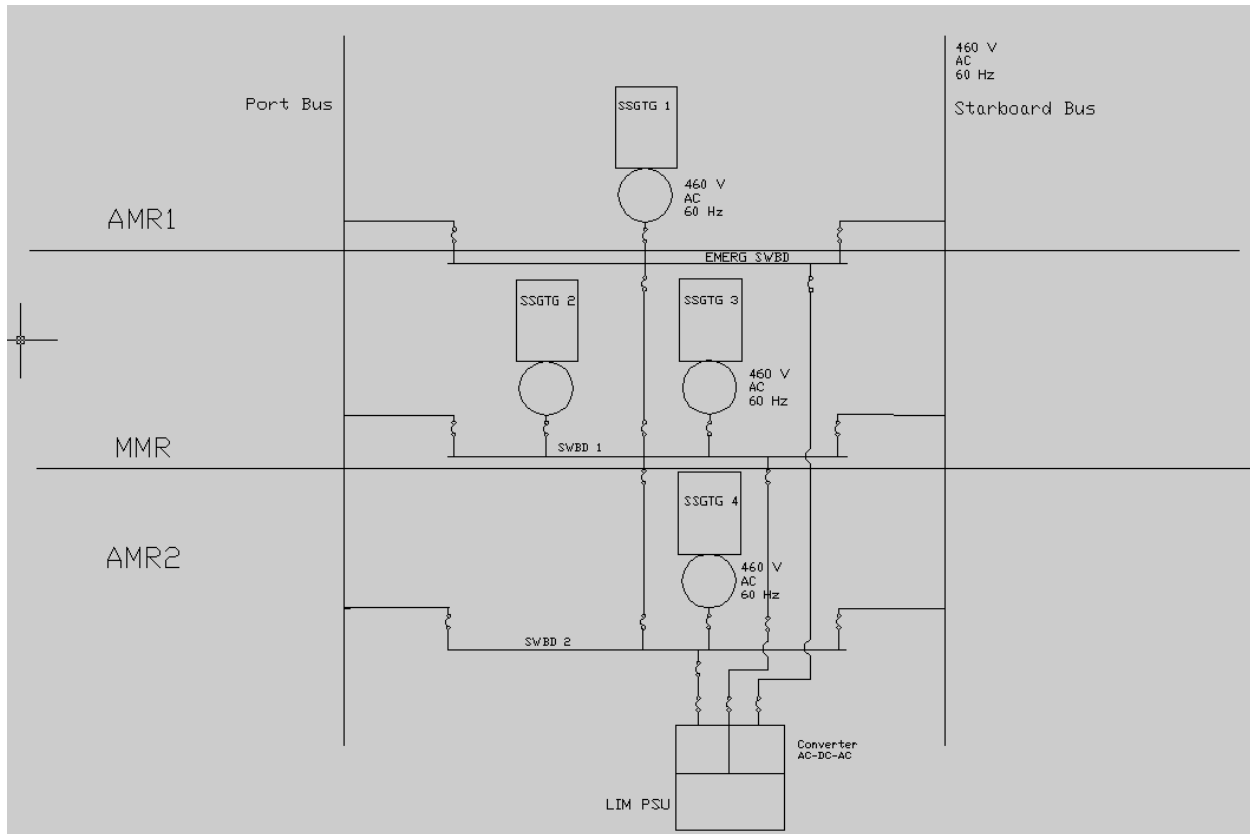 460 V
AC
60 Hz
Port Bus
Starboard Bus
SSGTG 1
460 V
AC
60 Hz
AMR1
EMERG SWBD
SSGTG 2
SSGTG 3
460 V
AC
60 Hz
MMR
SWBD 1
SSGTG 4
AMR2
460 V
AC
60 Hz
SWBD 2
Converter
AC-DC-AC
LIM PSU